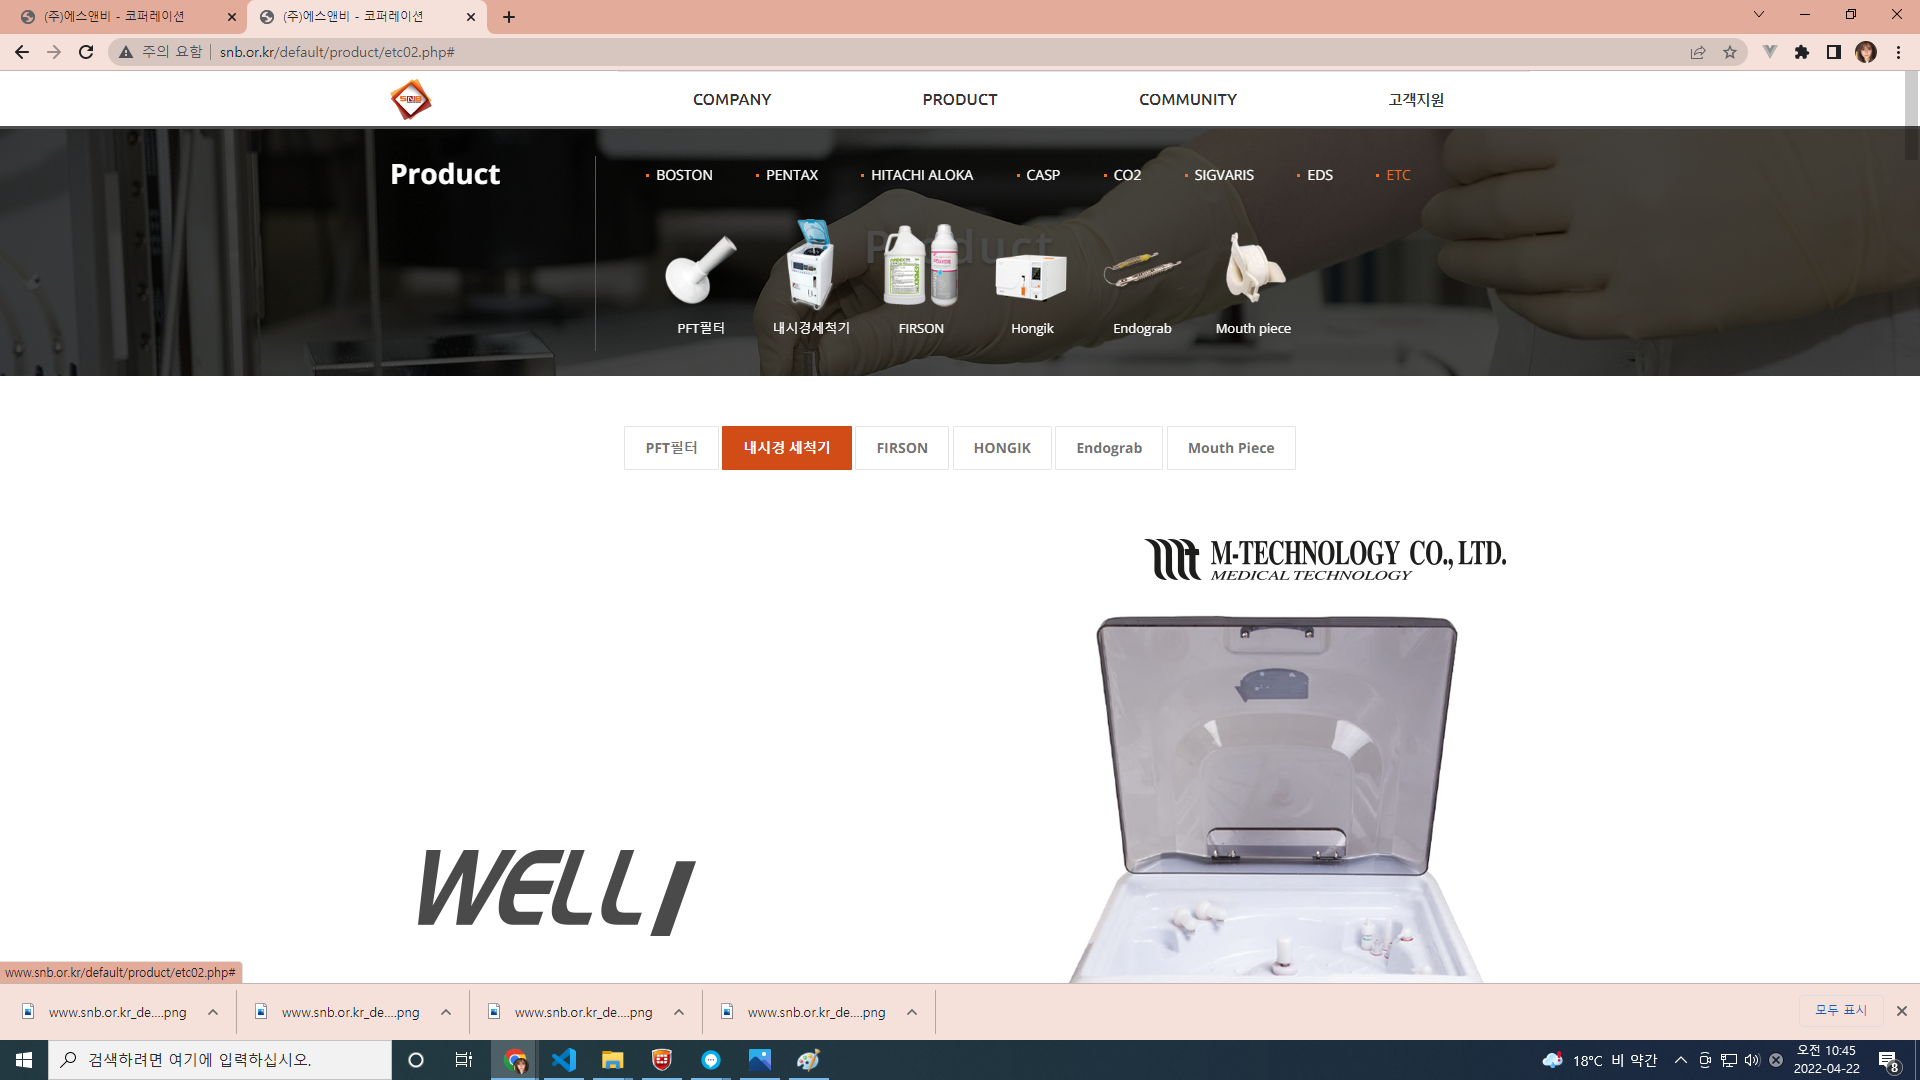 (주)에스앤비 - 코퍼레이션
(주)에스앤비 - 코퍼레이션
주의 요함
snb.or.kr/default/product/etc02.php#
SNB
COMPANY
PRODUCT
COMMUNITY
고객지원
Product
BOSTON
PENTAX
HITACHI ALOKA
CASP
CO2
SIGVARIS
EDS
ETC
Product
PFT필터
내시경세척기
FIRSON
Hongik
Endograb
Mouth piece
PFT필터
내시경 세척기
FIRSON
HONGIK
Endograb
Mouth Piece
M-TECHNOLOGY CO., LTD.
MEDICAL TECHNOLOGY
WELL I
www.snb.or.kr/default/product/etc02.php#
www.snb.or.kr_de....png
www.snb.or.kr_de....png
www.snb.or.kr_de....png
www.snb.or.kr_de....png
모두 표시
검색하려면 여기에 입력하십시오.
18°C 비 약간
오전 10:45
2022-04-22
8